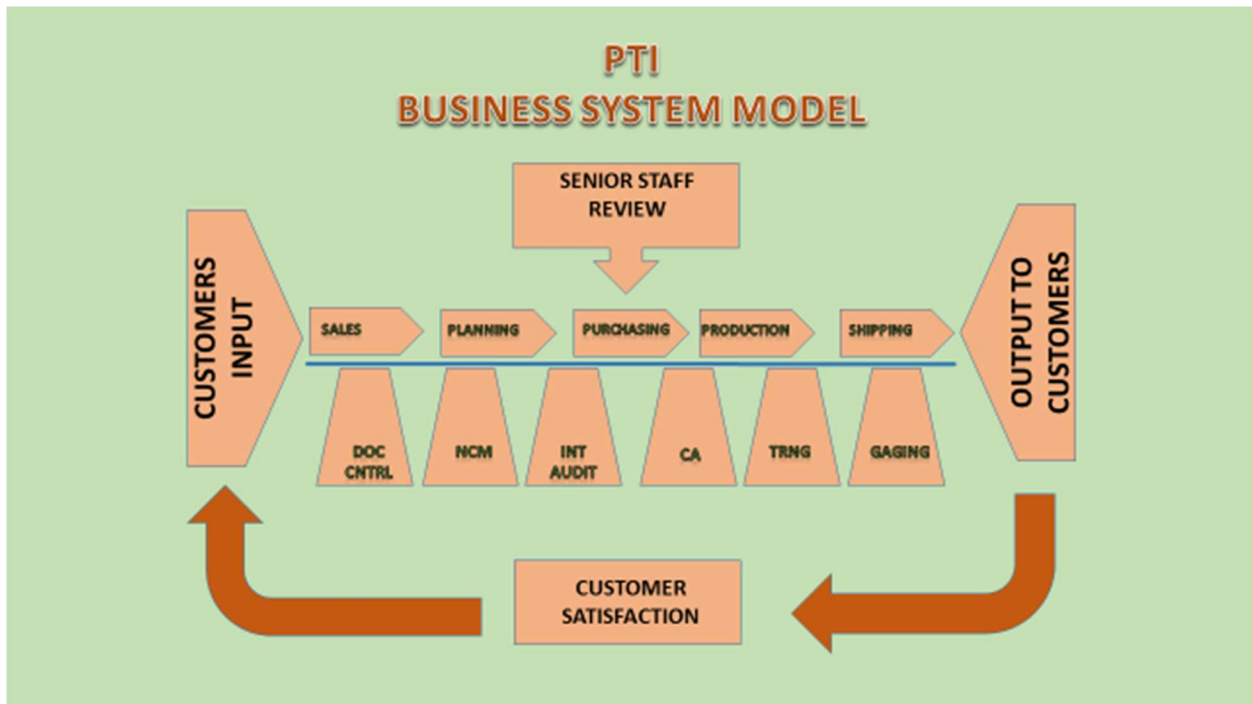 PTI
BUSINESS SYSTEM MODEL
SENIOR STAFF
REVIEW
CUSTOMERS
INPUT
SALES
PLANNING
PURCHASING
PRODUCTION
SHIPPING
OUTPUT TO
CUSTOMERS
DOC
CNTRL
NCM
INT
AUDIT
CA
TRNG
GAGING
CUSTOMER
SATISFACTION